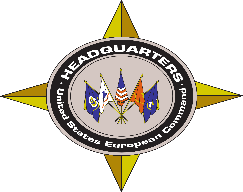 HEADQUARTERS
United States European Command